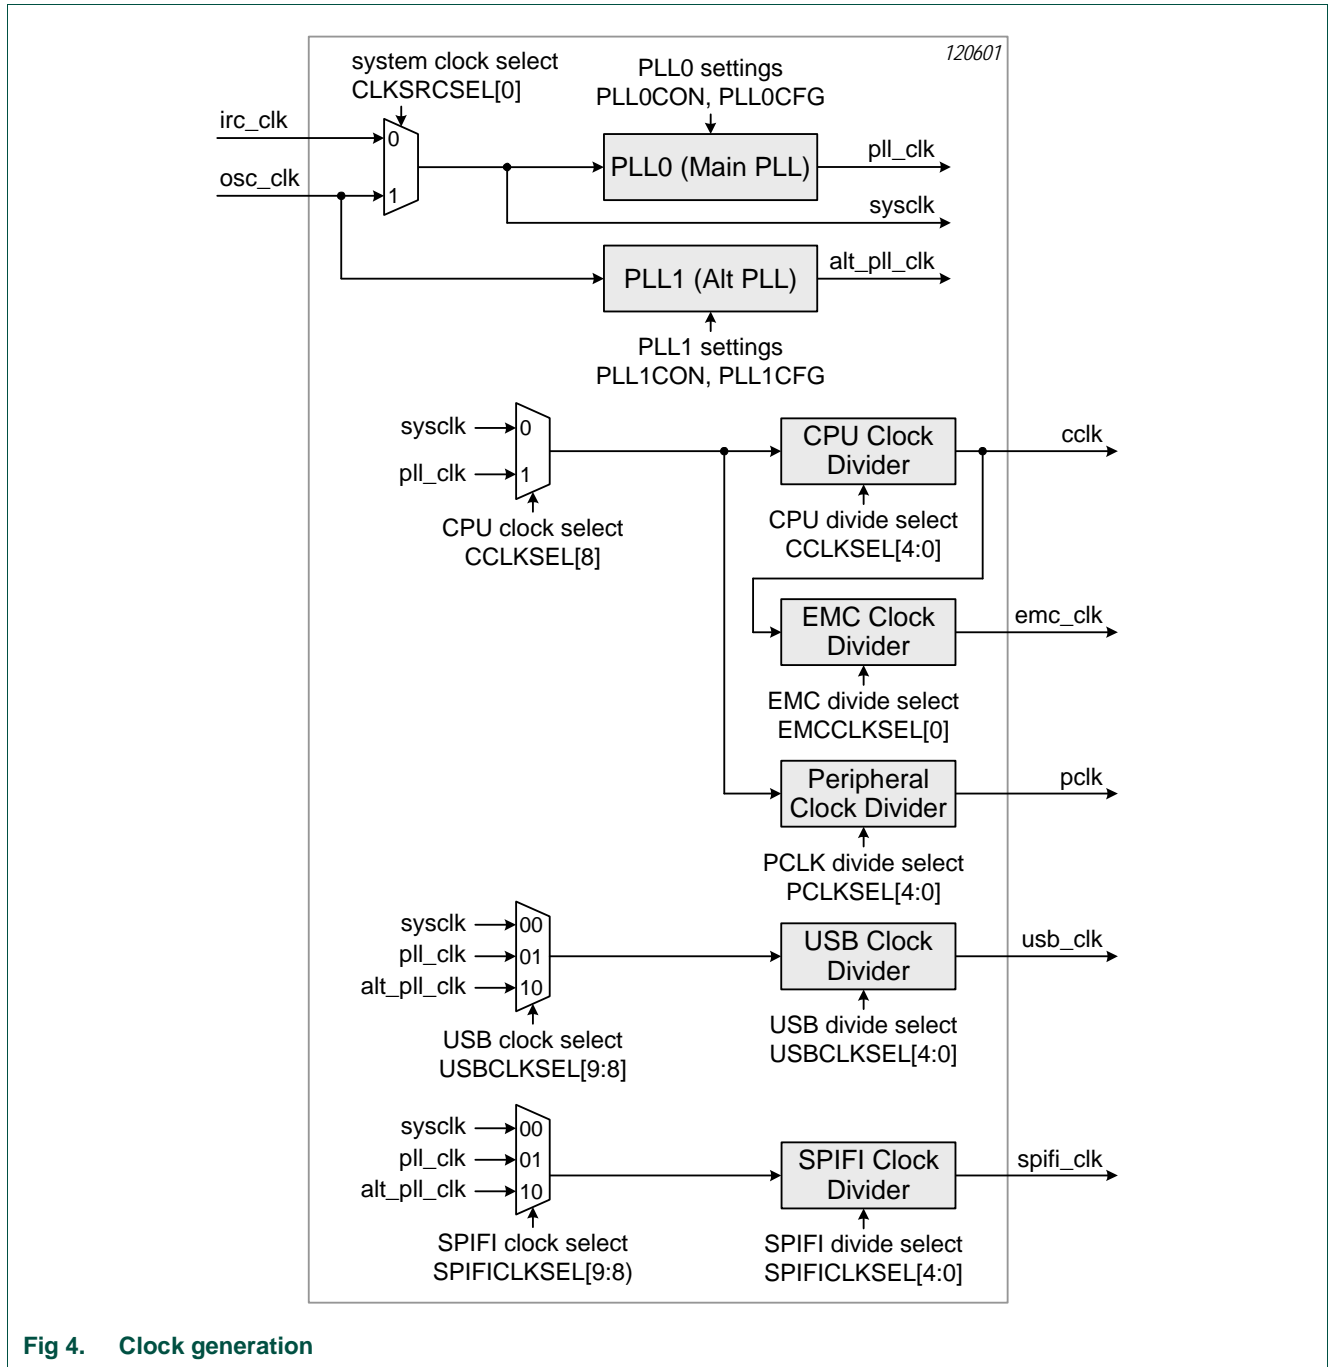 120601
system clock select
CLKSRCSEL[0]
PLL0 settings
PLL0CON, PLL0CFG
irc_clk
0
osc_clk
1
PLL0 (Main PLL)
pll_clk
sysclk
PLL1 (Alt PLL)
alt_pll_clk
PLL1 settings
PLL1CON, PLL1CFG
sysclk
0
pll_clk
1
CPU clock select
CCLKSEL[8]
CPU Clock
Divider
cclk
CPU divide select
CCLKSEL[4:0]
EMC Clock
Divider
emc_clk
EMC divide select
EMCCLKSEL[0]
Peripheral
Clock Divider
pclk
PCLK divide select
PCLKSEL[4:0]
sysclk
00
pll_clk
01
alt_pll_clk
10
USB clock select
USBCLKSEL[9:8]
USB Clock
Divider
usb_clk
USB divide select
USBCLKSEL[4:0]
sysclk
00
pll_clk
01
alt_pll_clk
10
SPIFI clock select
SPIFICLKSEL[9:8)
SPIFI Clock
Divider
spifi_clk
SPIFI divide select
SPIFICLKSEL[4:0]
Fig 4. Clock generation